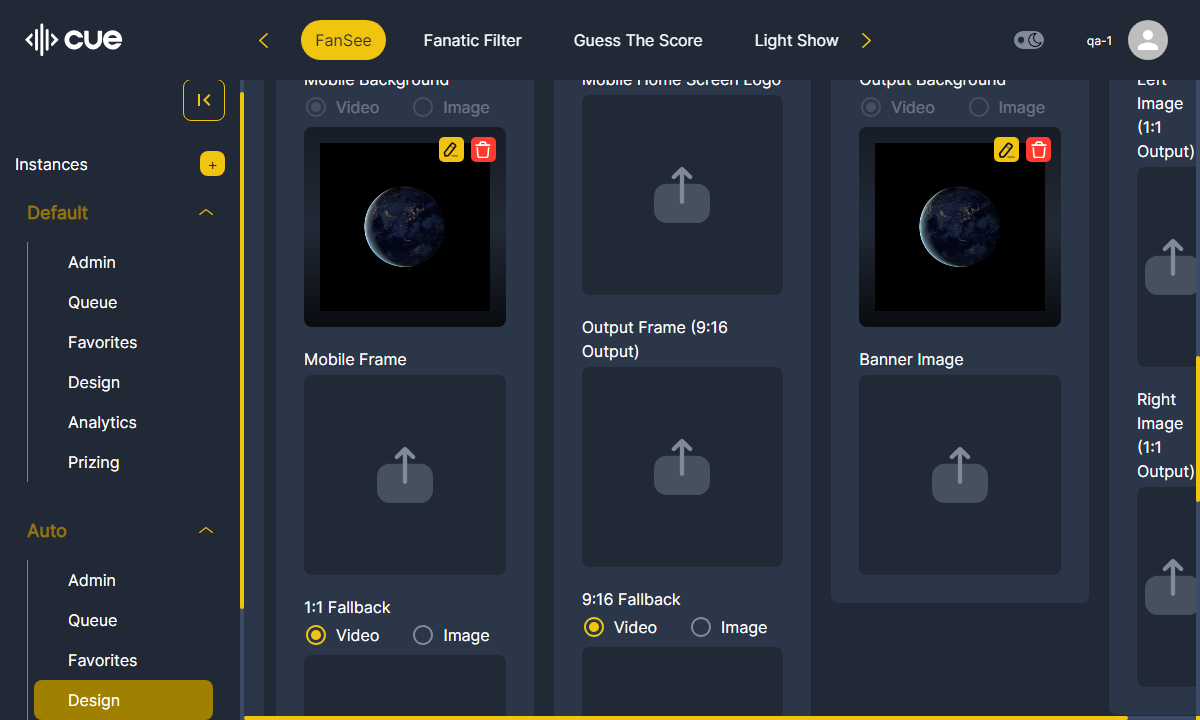 cue
FanSee
Fanatic Filter
Guess The Score
Light Show
qa-1
Instances
+
Default
Admin
Queue
Favorites
Design
Analytics
Prizing
Auto
Admin
Queue
Favorites
Design
Mobile Background
Video
Image
Mobile Frame
1:1 Fallback
Video
Image
Mobile Home Screen Logo
Output Frame (9:16
Output)
9:16 Fallback
Video
Image
Output Background
Video
Image
Banner Image
Left
Image
(1:1
Output)
Right
Image
(1:1
Output)